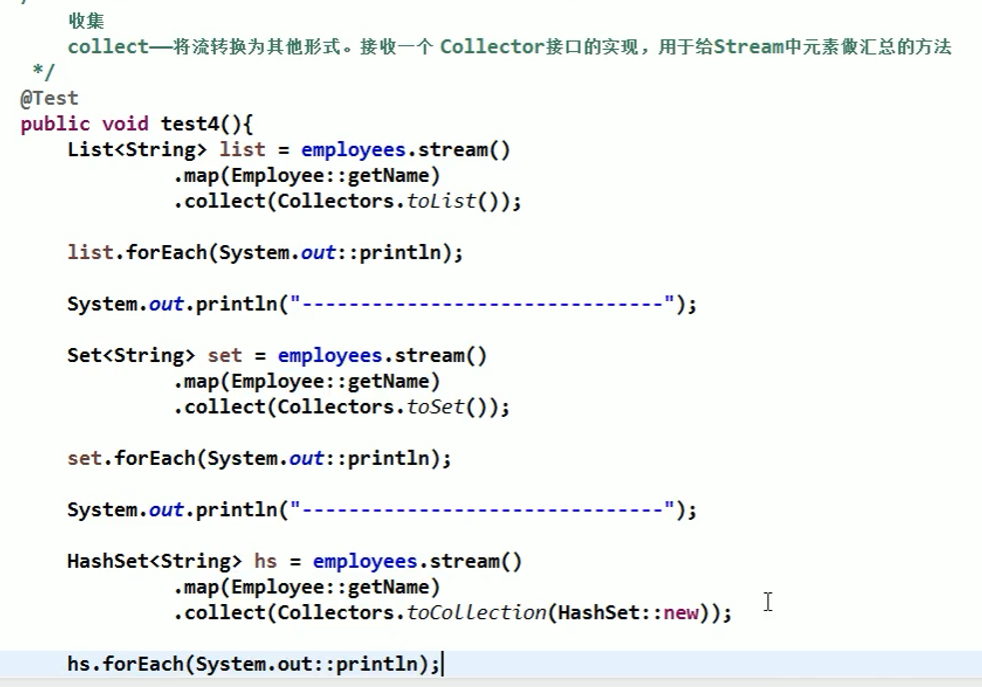 收集
collect——将流转换为其他形式。接收一个 Collector接口的实现，用于给Stream中元素做汇总的方法
*/
@Test
public void test4(){
List<String> list = employees.stream()
.map(Employee::getName)
.collect(Collectors.toList());
list.forEach(System.out::println);
System.out.println("-------------------------------");
Set<String> set = employees.stream()
.map(Employee::getName)
.collect(Collectors.toSet());
set.forEach(System.out::println);
System.out.println("-------------------------------");
HashSet<String> hs = employees.stream()
.map(Employee::getName)
.collect(Collectors.toCollection(HashSet::new));
hs.forEach(System.out::println);